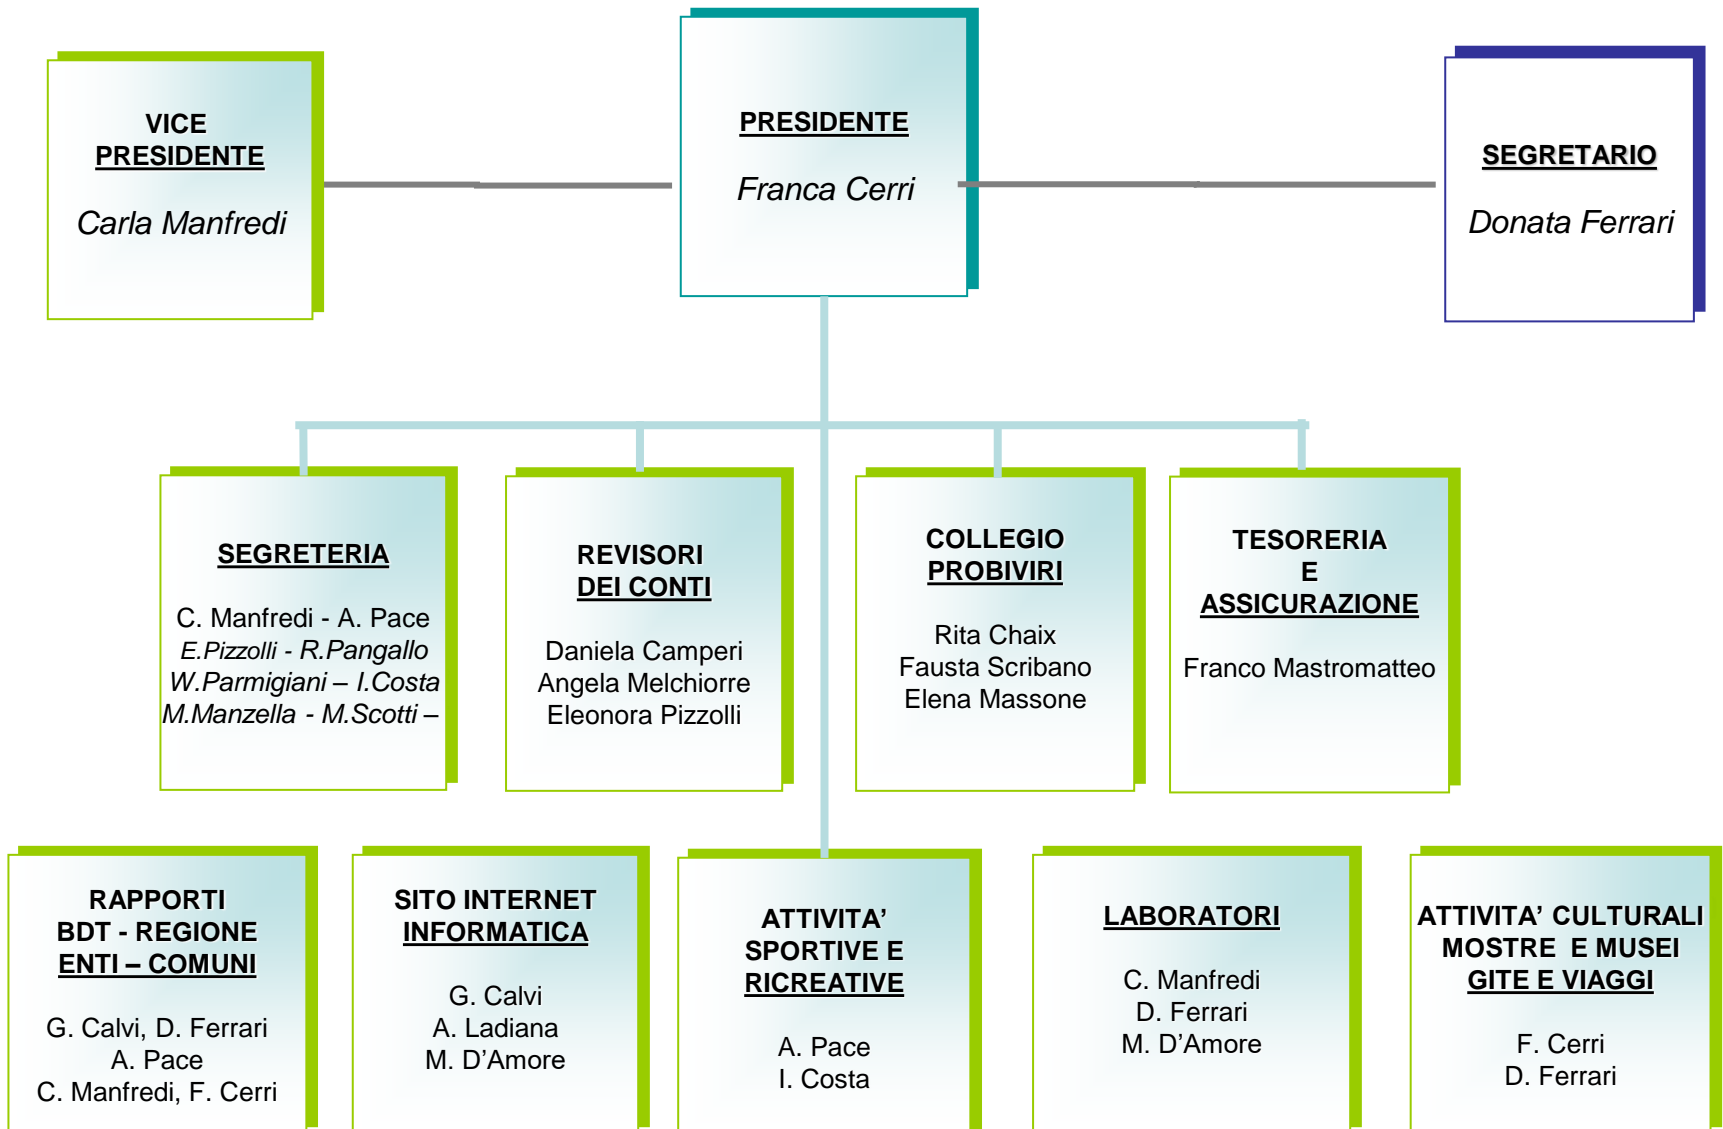 VICE
PRESIDENTE
Carla Manfredi
PRESIDENTE
Franca Cerri
SEGRETARIO
Donata Ferrari
SEGRETERIA
C. Manfredi - A. Pace
E.Pizzolli - R.Pangallo
W.Parmigiani – I.Costa
M.Manzella - M.Scotti –
REVISORI
DEI CONTI
Daniela Camperi
Angela Melchiorre
Eleonora Pizzolli
COLLEGIO
PROBIVIRI
Rita Chaix
Fausta Scribano
Elena Massone
TESORERIA
E
ASSICURAZIONE
Franco Mastromatteo
RAPPORTI
BDT - REGIONE
ENTI – COMUNI
G. Calvi, D. Ferrari
A. Pace
C. Manfredi, F. Cerri
SITO INTERNET
INFORMATICA
G. Calvi
A. Ladiana
M. D’Amore
ATTIVITA’
SPORTIVE E
RICREATIVE
A. Pace
I. Costa
LABORATORI
C. Manfredi
D. Ferrari
M. D’Amore
ATTIVITA’ CULTURALI
MOSTRE E MUSEI
GITE E VIAGGI
F. Cerri
D. Ferrari